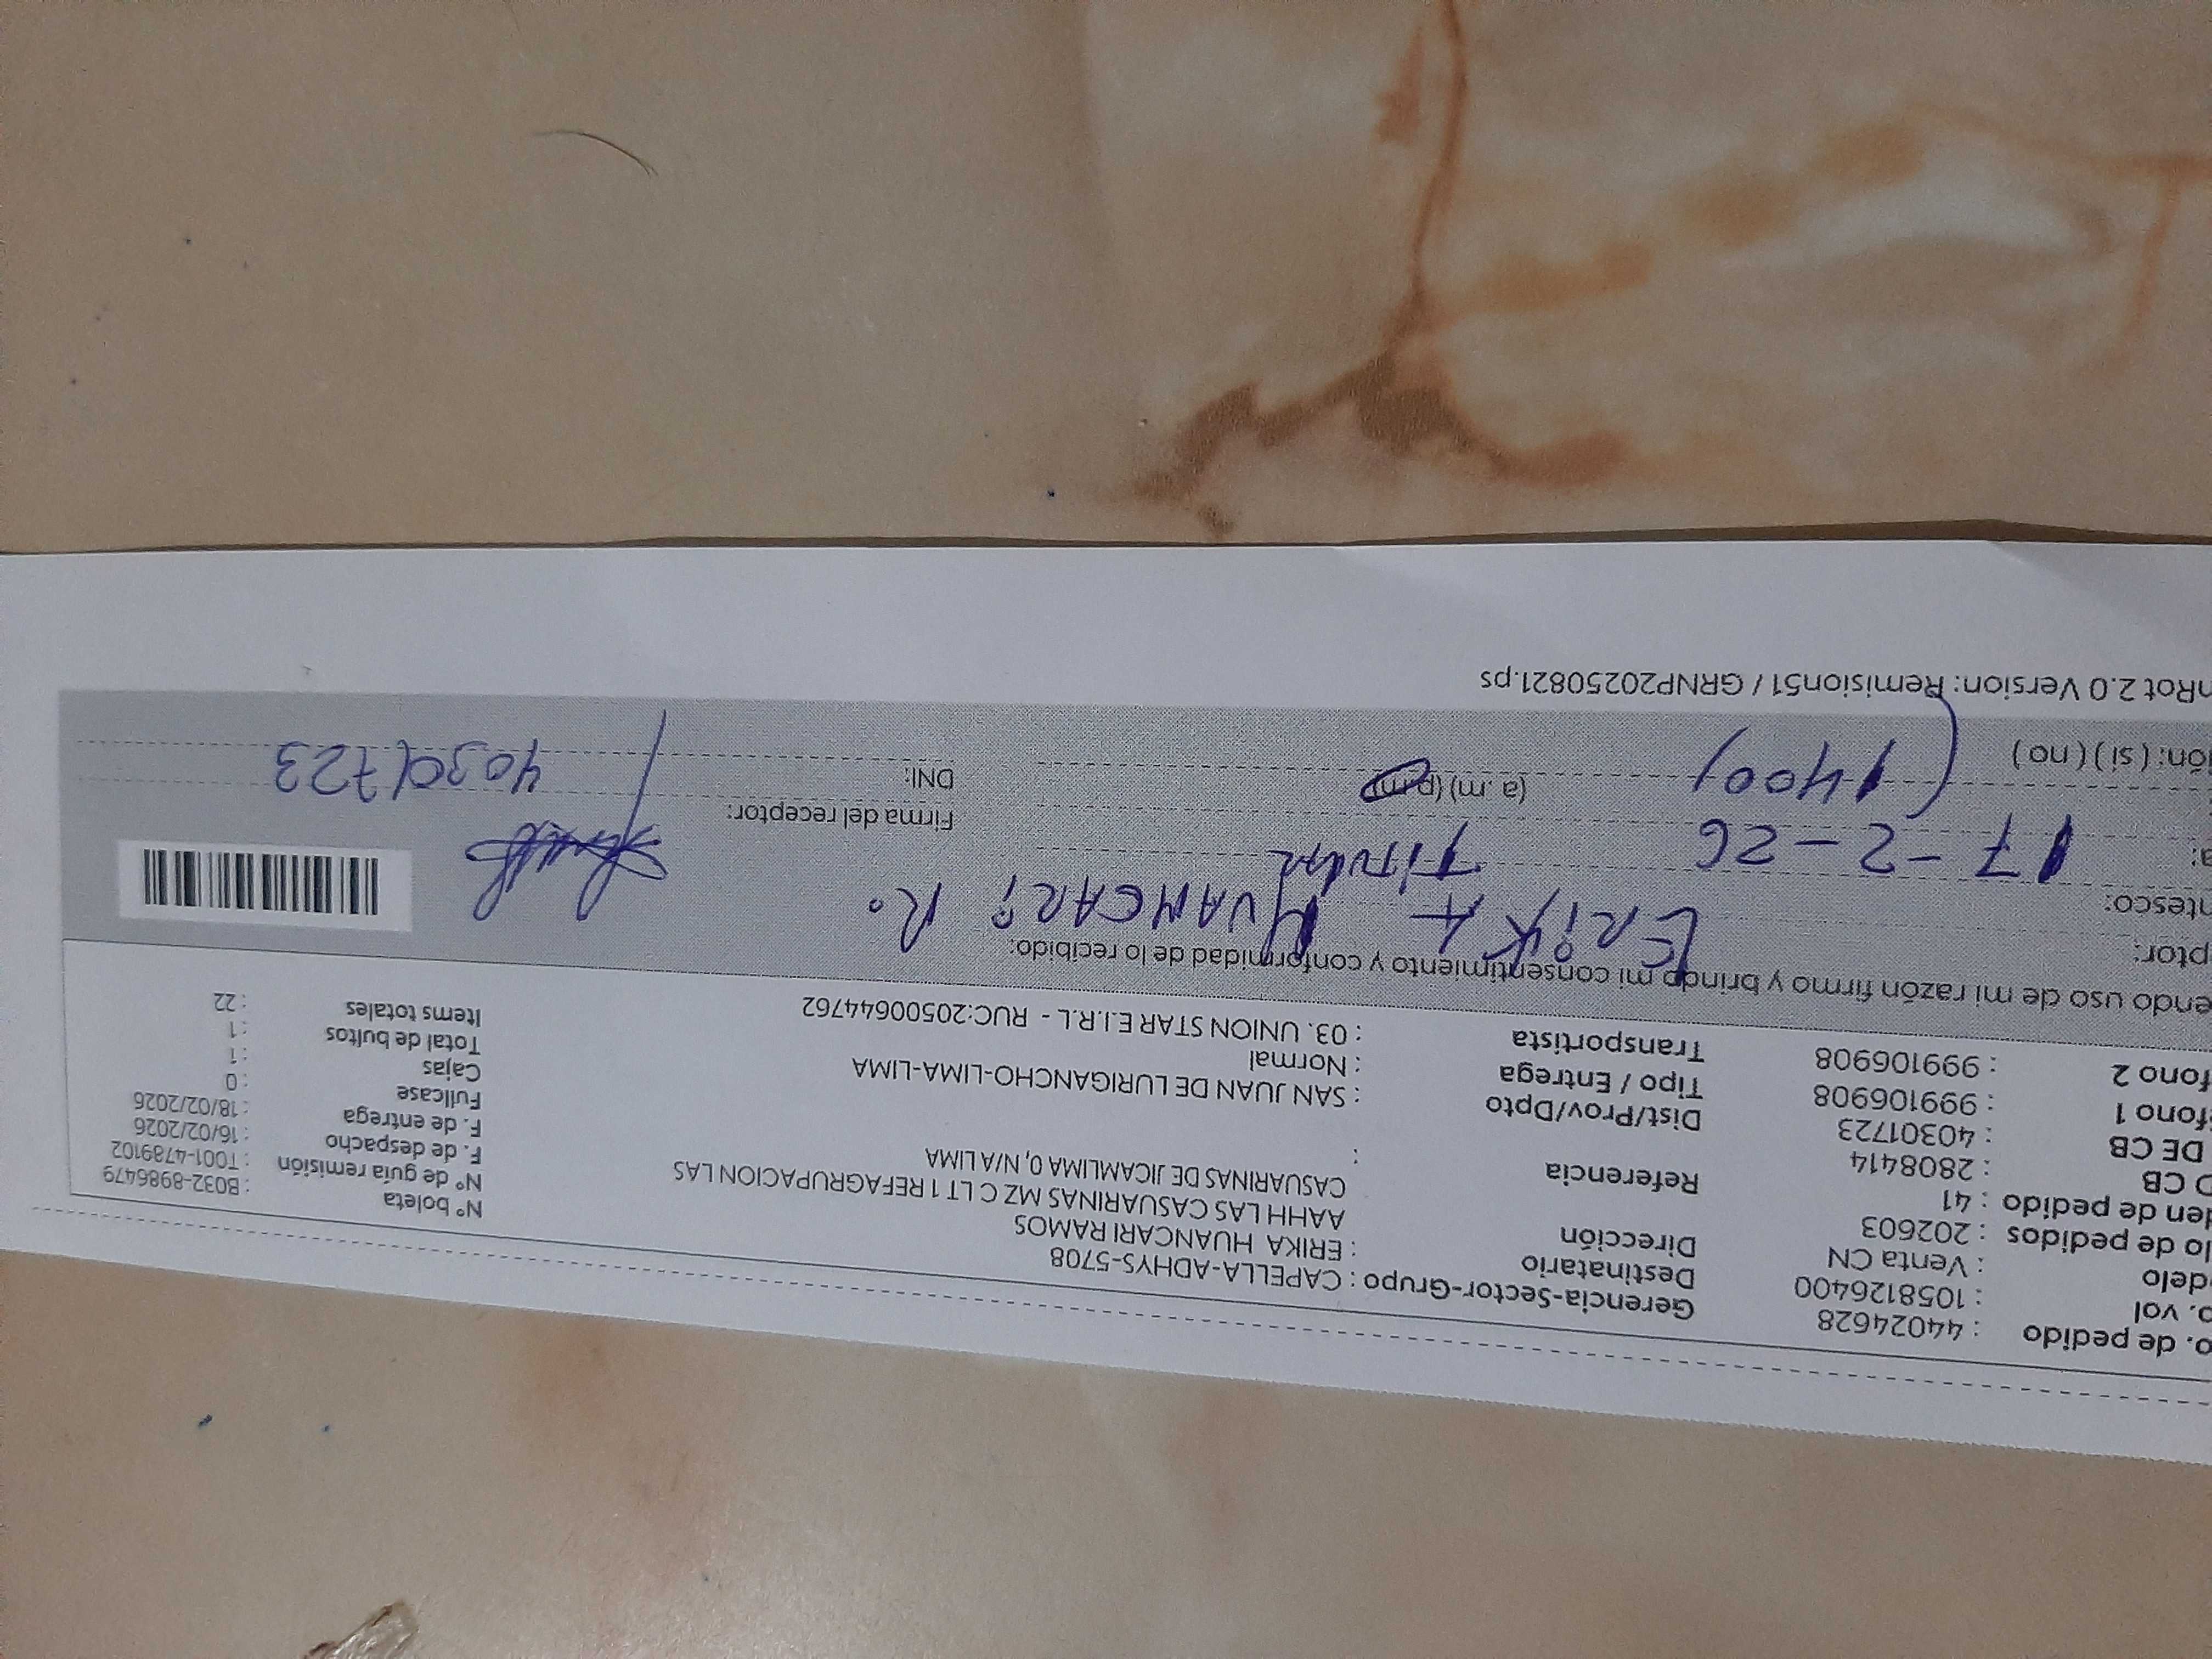 o. de pedido : 44024628
o. vol : 1058126400
delo : Venta CN
lo de pedidos : 202603
den de pedido : 41
D CB : 2808414
DE CB : 40301723
fono 1 : 999106908
fono 2 : 999106908
Gerencia-Sector-Grupo : CAPELLA-ADHYS-5708
Destinatario : ERIKA HUANCARI RAMOS
Dirección AAHH LAS CASUARINAS MZ C LT 1 REFAGRUPACION LAS
CASUARINAS DE JICAMLIMA 0, N/A LIMA
Referencia :
Dist/Prov/Dpto : SAN JUAN DE LURIGANCHO-LIMA-LIMA
Tipo / Entrega : Normal
Transportista : 03. UNION STAR E.I.R.L - RUC:20500644762
N° boleta : B032-8986479
N° de guía remisión : T001-4789102
F. de despacho : 16/02/2026
F. de entrega : 18/02/2026
Fullcase : 0
Cajas : 1
Total de bultos : 1
Items totales : 22
endo uso de mi razón firmo y brindo mi consentimiento y conformidad de lo recibido:
ptor: ERiKA HUANCARi R.
ntesco: Titular
a: 17-2-26 (a. m) (p.m)
Firma del receptor:
(1400)
DNI: 40301723
ón: ( si ) ( no )
nRot 2.0 Version: Remision51 / GRNP20250821.ps